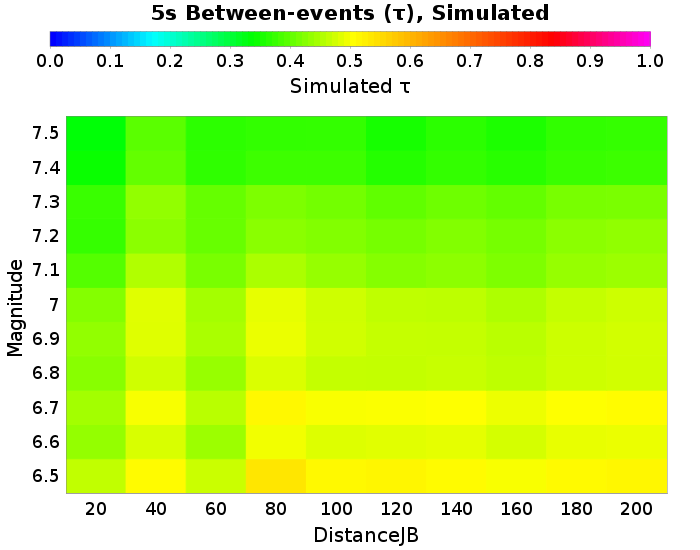 5s Between-events (τ), Simulated
0.0 0.1 0.2 0.3 0.4 0.5 0.6 0.7 0.8 0.9 1.0
Simulated τ
Magnitude
7.5
7.4
7.3
7.2
7.1
7
6.9
6.8
6.7
6.6
6.5
20 40 60 80 100 120 140 160 180 200
DistanceJB